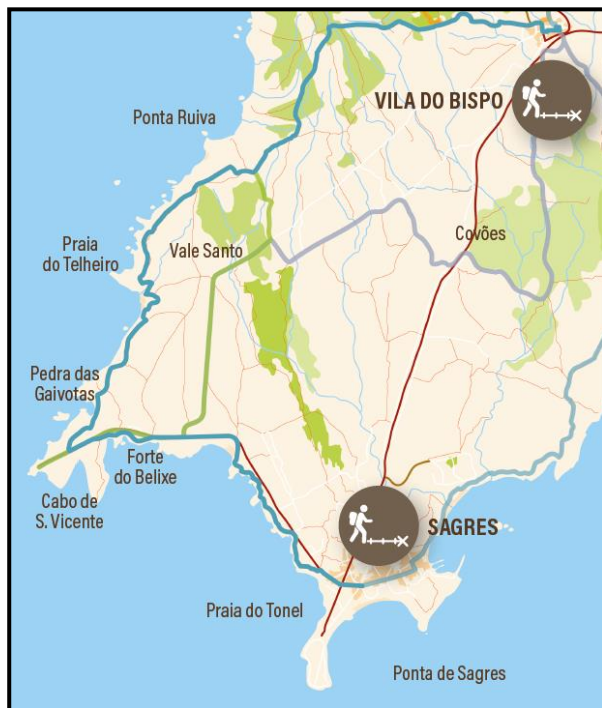 VILA DO BISPO
Ponta Ruiva
Covões
Praia
do Telheiro
Vale Santo
Pedra das
Gaivotas
Forte
do Belixe
Cabo de
S. Vicente
SAGRES
Praia do Tonel
Ponta de Sagres